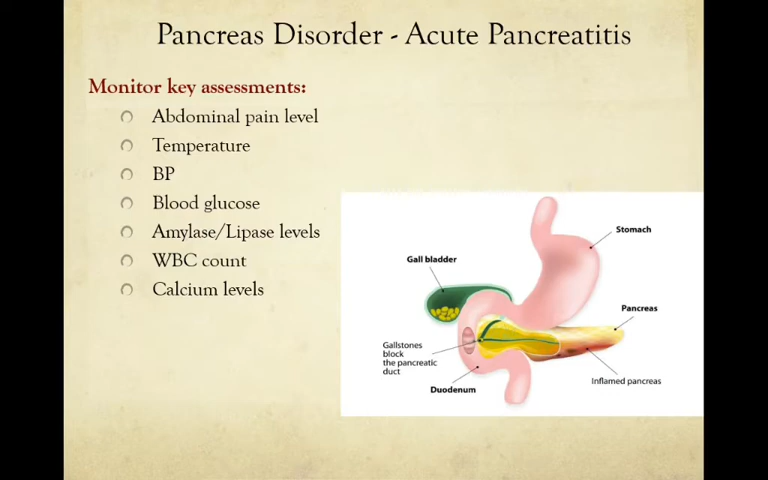 Pancreas Disorder - Acute Pancreatitis
Monitor key assessments:
Abdominal pain level
Temperature
BP
Blood glucose
Amylase/Lipase levels
WBC count
Calcium levels
Stomach
Gall bladder
Pancreas
Gallstones
block
the pancreatic
duct
Inflamed pancreas
Duodenum